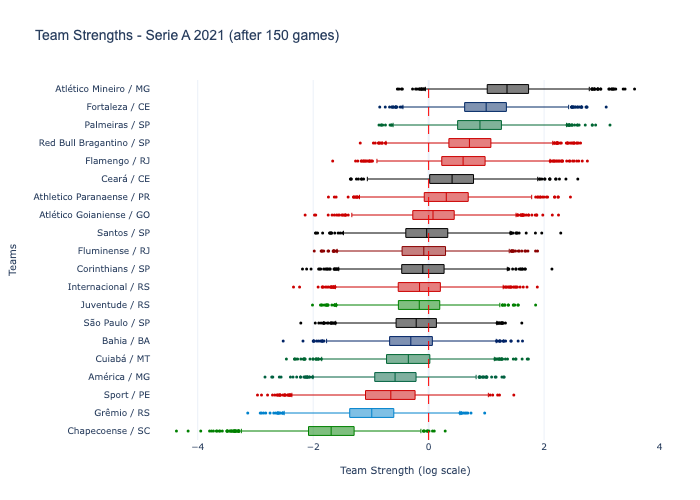 Team Strengths - Serie A 2021 (after 150 games)
Atlético Mineiro / MG
Fortaleza / CE
Palmeiras / SP
Red Bull Bragantino / SP
Flamengo / RJ
Ceará / CE
Athletico Paranaense / PR
Atlético Goianiense / GO
Santos / SP
Fluminense / RJ
Corinthians / SP
Internacional / RS
Juventude / RS
São Paulo / SP
Bahia / BA
Cuiabá / MT
América / MG
Sport / PE
Grêmio / RS
Chapecoense / SC
Teams
−4 −2 0 2 4
Team Strength (log scale)